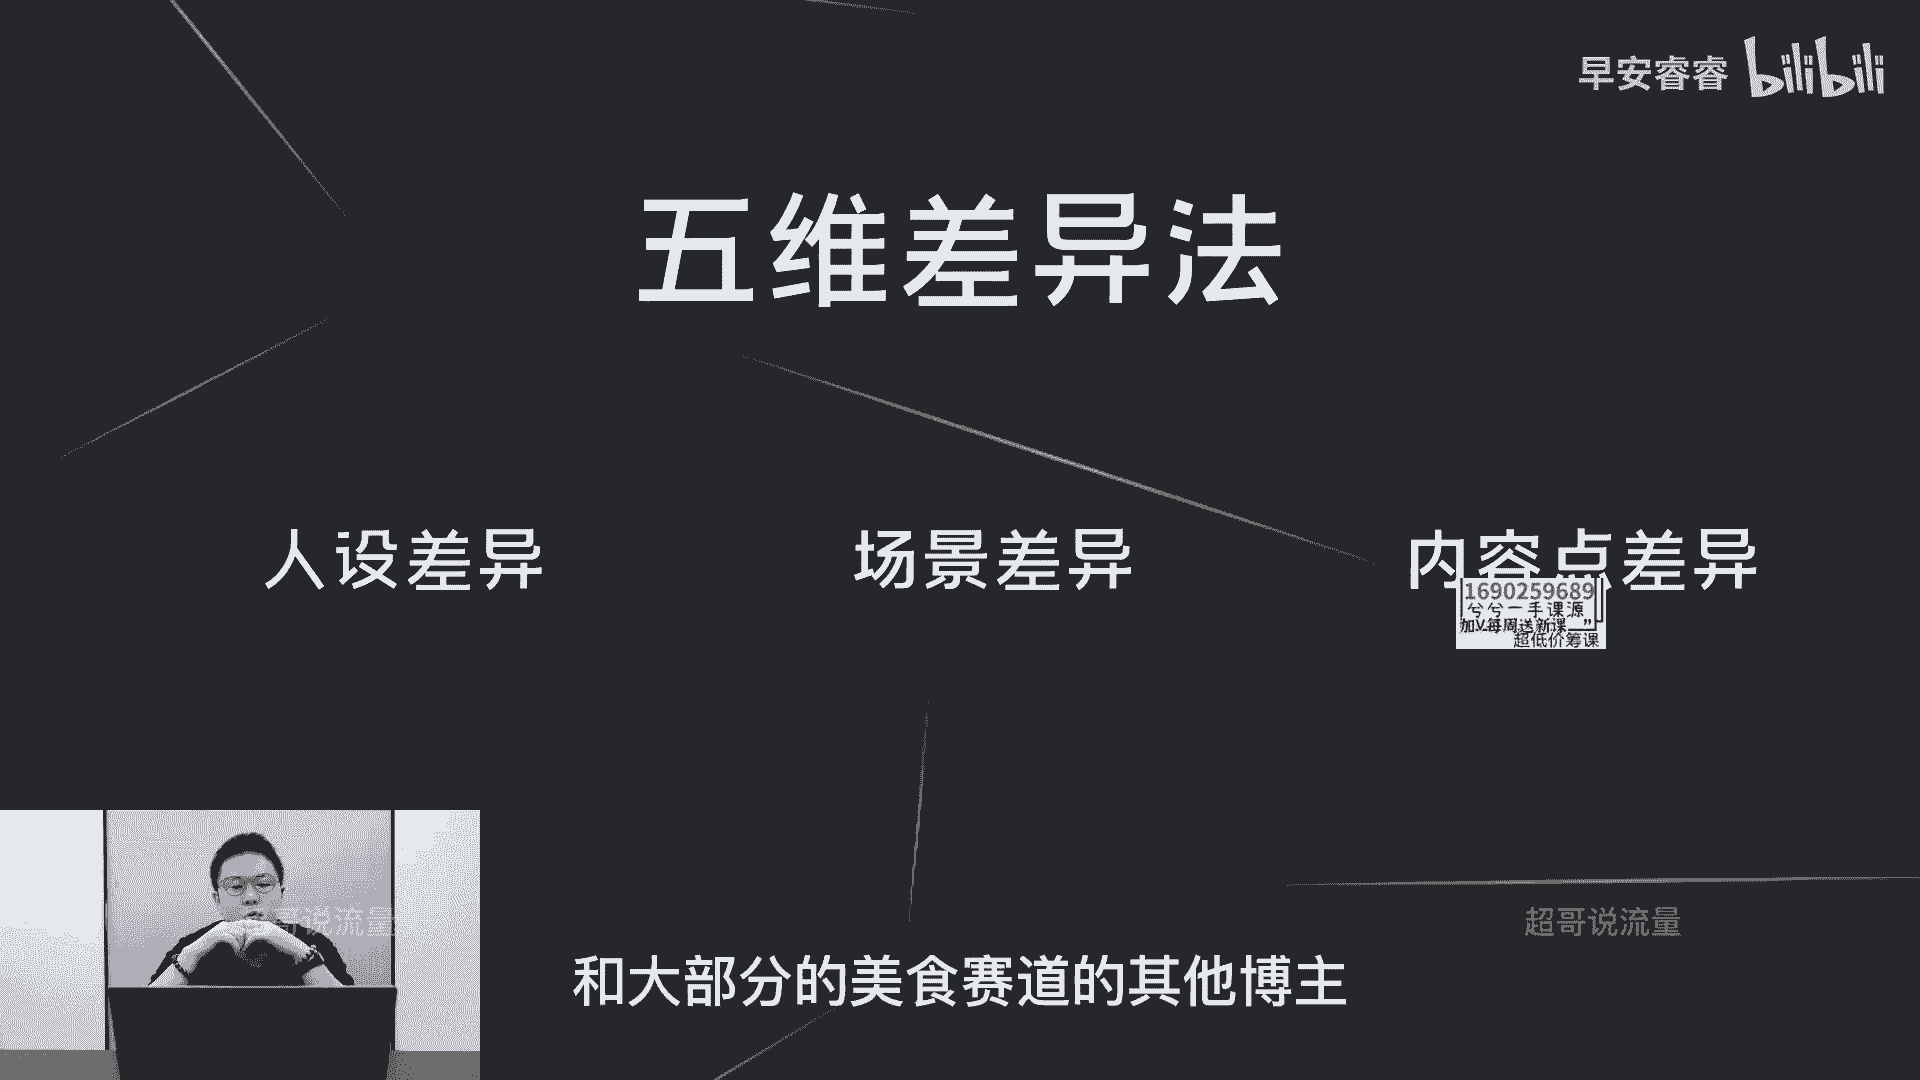 早安睿睿 bilibili
五维差异法
人设差异
场景差异
内容点差异
1690259689
兮兮一手课源
加V每周送新课
超低价筹课
超哥说流量
超哥说流量
和大部分的美食赛道的其他博主